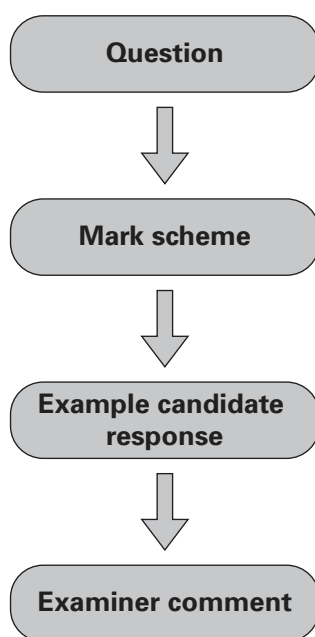 Question
Mark scheme
Example candidate
response
Examiner comment